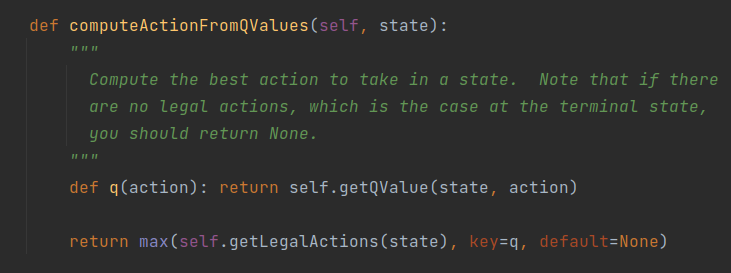 def computeActionFromQValues(self, state):
"""
Compute the best action to take in a state.  Note that if there
are no legal actions, which is the case at the terminal state,
you should return None.
"""
def q(action): return self.getQValue(state, action)
return max(self.getLegalActions(state), key=q, default=None)